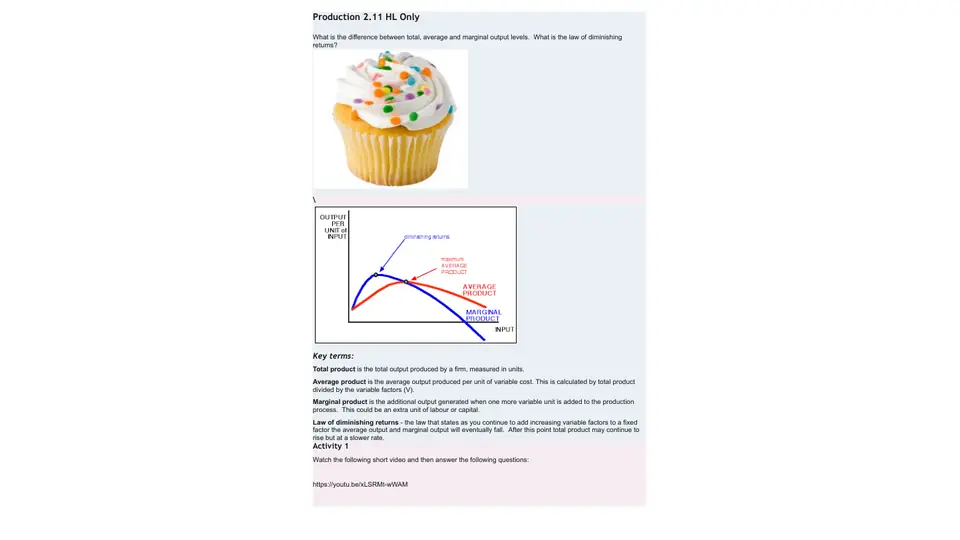 Production 2.11 HL Only
What is the difference between total, average and marginal output levels.  What is the law of diminishing
returns?
\
OUTPUT
PER
UNIT of
INPUT
diminishing returns
maximum
AVERAGE
PRODUCT
AVERAGE
PRODUCT
MARGINAL
PRODUCT
INPUT
Key terms:
Total product is the total output produced by a firm, measured in units.
Average product is the average output produced per unit of variable cost. This is calculated by total product
divided by the variable factors (V).
Marginal product is the additional output generated when one more variable unit is added to the production
process.  This could be an extra unit of labour or capital.
Law of diminishing returns - the law that states as you continue to add increasing variable factors to a fixed
factor the average output and marginal output will eventually fall.  After this point total product may continue to
rise but at a slower rate.
Activity 1
Watch the following short video and then answer the following questions:
https://youtu.be/xLSRMt-wWAM